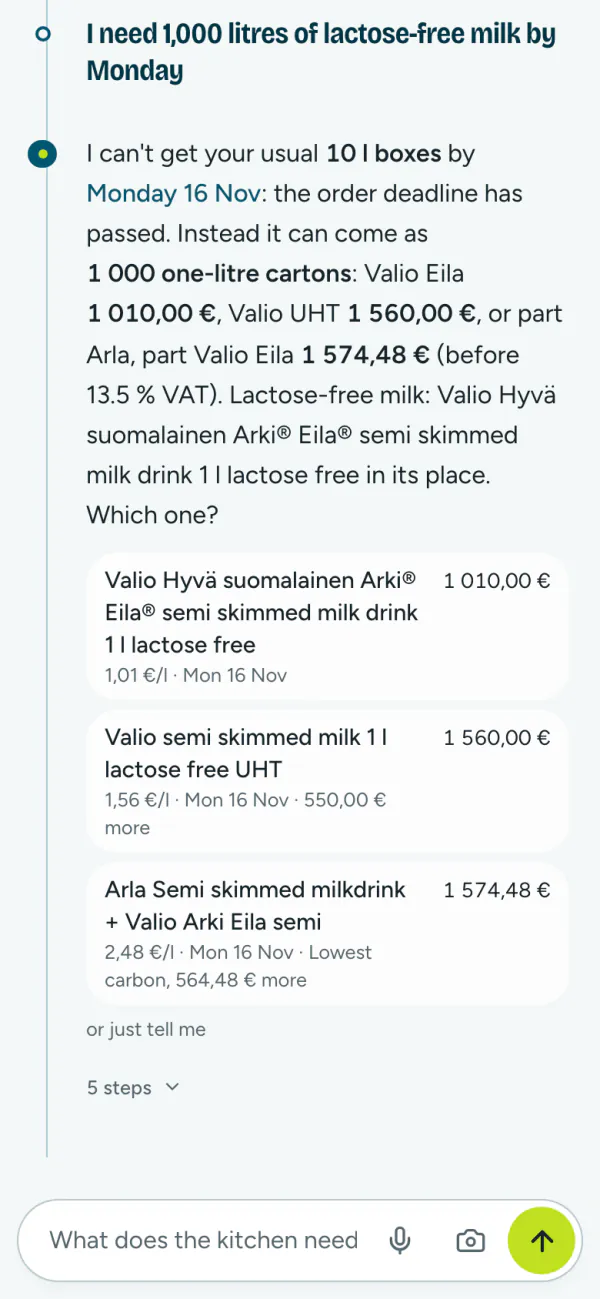 I need 1,000 litres of lactose-free milk by
Monday
I can't get your usual 10 l boxes by
Monday 16 Nov: the order deadline has
passed. Instead it can come as
1 000 one-litre cartons: Valio Eila
1 010,00 €, Valio UHT 1 560,00 €, or part
Arla, part Valio Eila 1 574,48 € (before
13.5 % VAT). Lactose-free milk: Valio Hyvä
suomalainen Arki® Eila® semi skimmed
milk drink 1 l lactose free in its place.
Which one?
Valio Hyvä suomalainen Arki® 1 010,00 €
Eila® semi skimmed milk drink
1 l lactose free
1,01 €/l · Mon 16 Nov
Valio semi skimmed milk 1 l 1 560,00 €
lactose free UHT
1,56 €/l · Mon 16 Nov · 550,00 €
more
Arla Semi skimmed milkdrink 1 574,48 €
+ Valio Arki Eila semi
2,48 €/l · Mon 16 Nov · Lowest
carbon, 564,48 € more
or just tell me
5 steps
What does the kitchen need